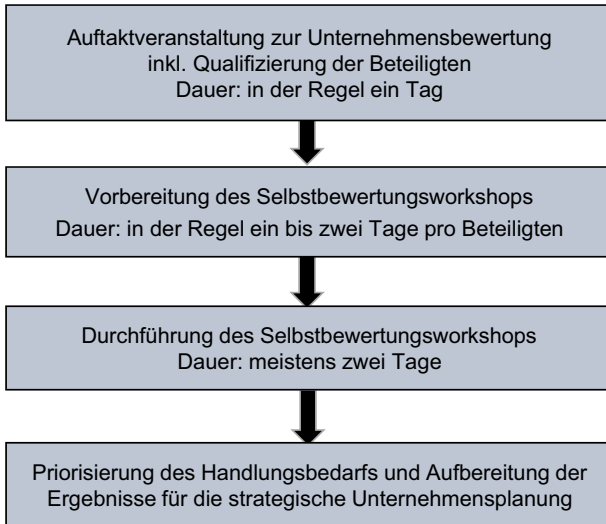 Auftaktveranstaltung zur Unternehmensbewertung
inkl. Qualifizierung der Beteiligten
Dauer: in der Regel ein Tag
Vorbereitung des Selbstbewertungsworkshops
Dauer: in der Regel ein bis zwei Tage pro Beteiligten
Durchführung des Selbstbewertungsworkshops
Dauer: meistens zwei Tage
Priorisierung des Handlungsbedarfs und Aufbereitung der
Ergebnisse für die strategische Unternehmensplanung